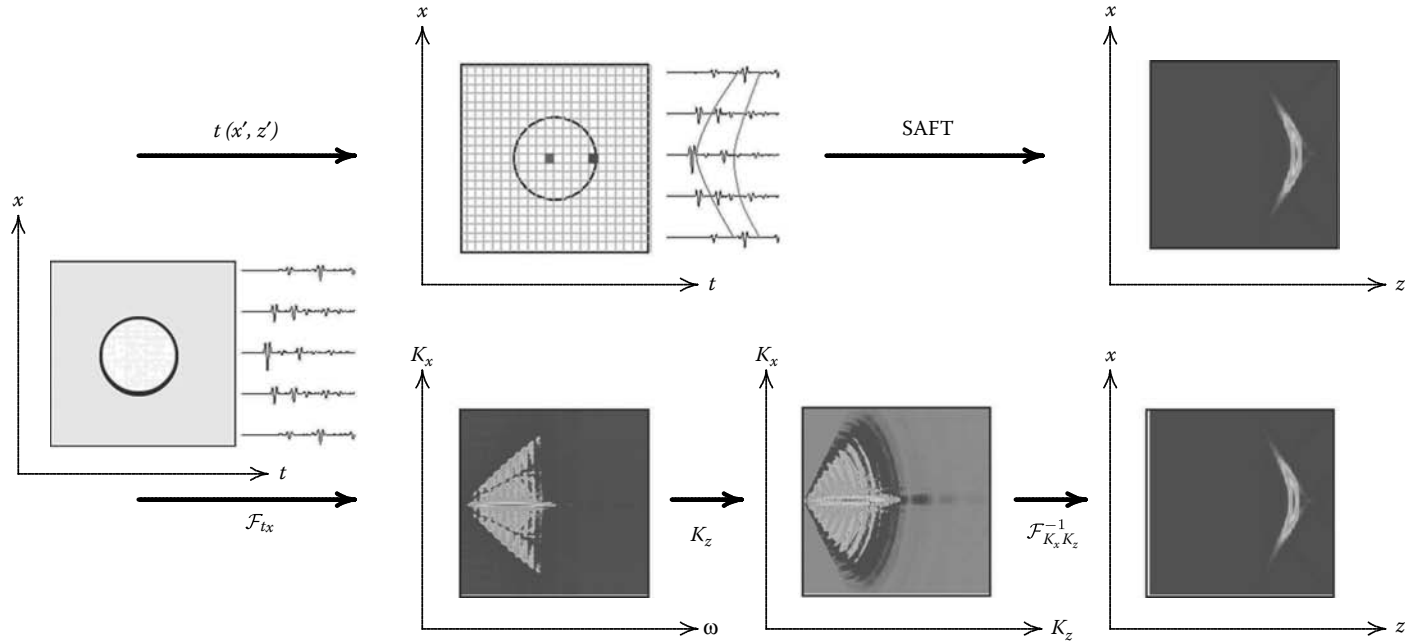 x
x
t (x′, z′)
SAFT
x
t
z
x
t
K_x
K_x
x
𝓕_tx
K_z
𝓕^{-1}_{K_x K_z}
ω
K_z
z